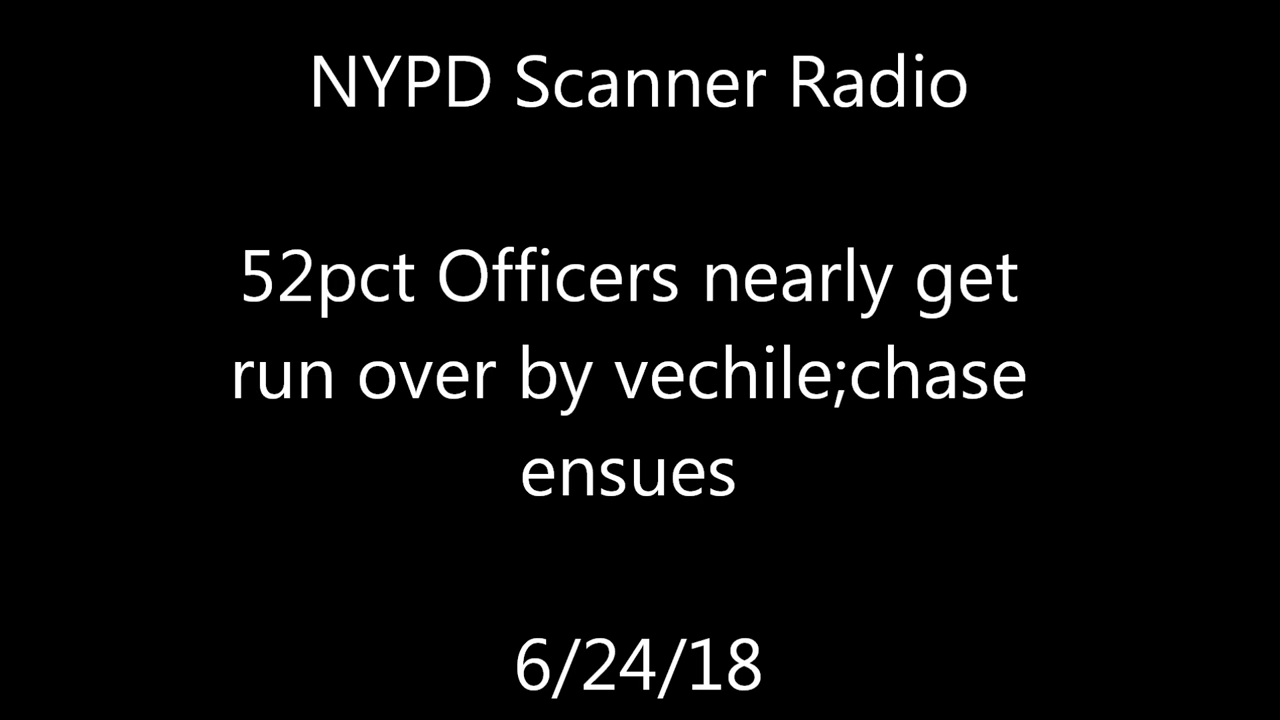 NYPD Scanner Radio
52pct Officers nearly get
run over by vechile;chase
ensues
6/24/18